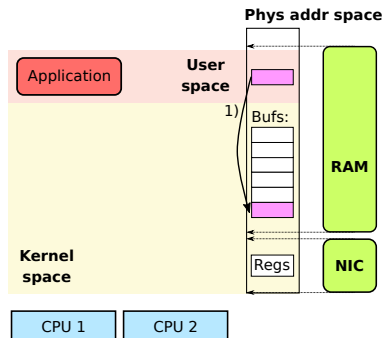 Phys addr space
Application
User
space
1)
Bufs:
RAM
Kernel
space
Regs
NIC
CPU 1
CPU 2